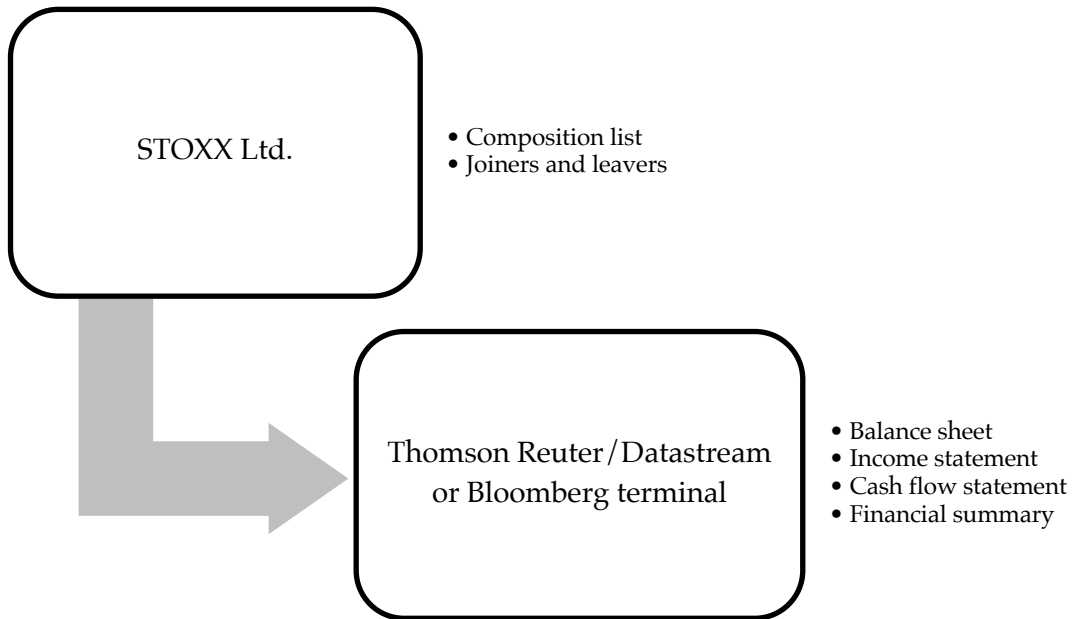 STOXX Ltd.
• Composition list
• Joiners and leavers
Thomson Reuter/Datastream
or Bloomberg terminal
• Balance sheet
• Income statement
• Cash flow statement
• Financial summary